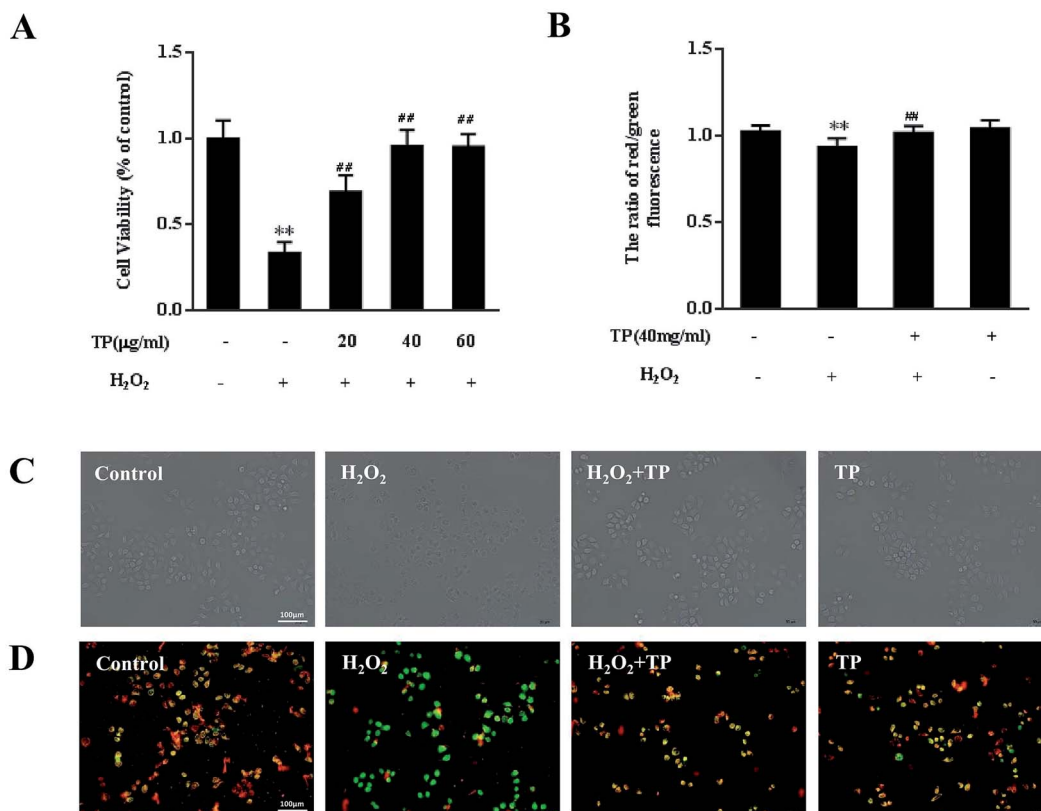 A
B
Cell Viability (% of control)
1.5
1.0
0.5
0.0
**
##
##
##
TP(μg/ml) - - 20 40 60
H₂O₂ - + + + +
The ratio of red/green
fluorescence
1.5
1.0
0.5
0.0
**
##
TP(40mg/ml) - - + +
H₂O₂ - + + -
C
Control
H₂O₂
H₂O₂+TP
TP
100μm
D
Control
H₂O₂
H₂O₂+TP
TP
100μm